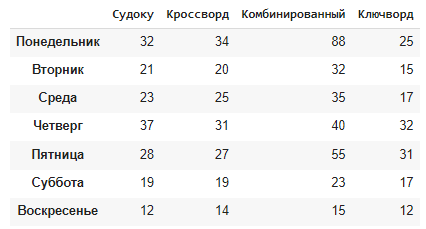 Судоку Кроссворд Комбинированный Ключворд
Понедельник 32 34 88 25
Вторник 21 20 32 15
Среда 23 25 35 17
Четверг 37 31 40 32
Пятница 28 27 55 31
Суббота 19 19 23 17
Воскресенье 12 14 15 12